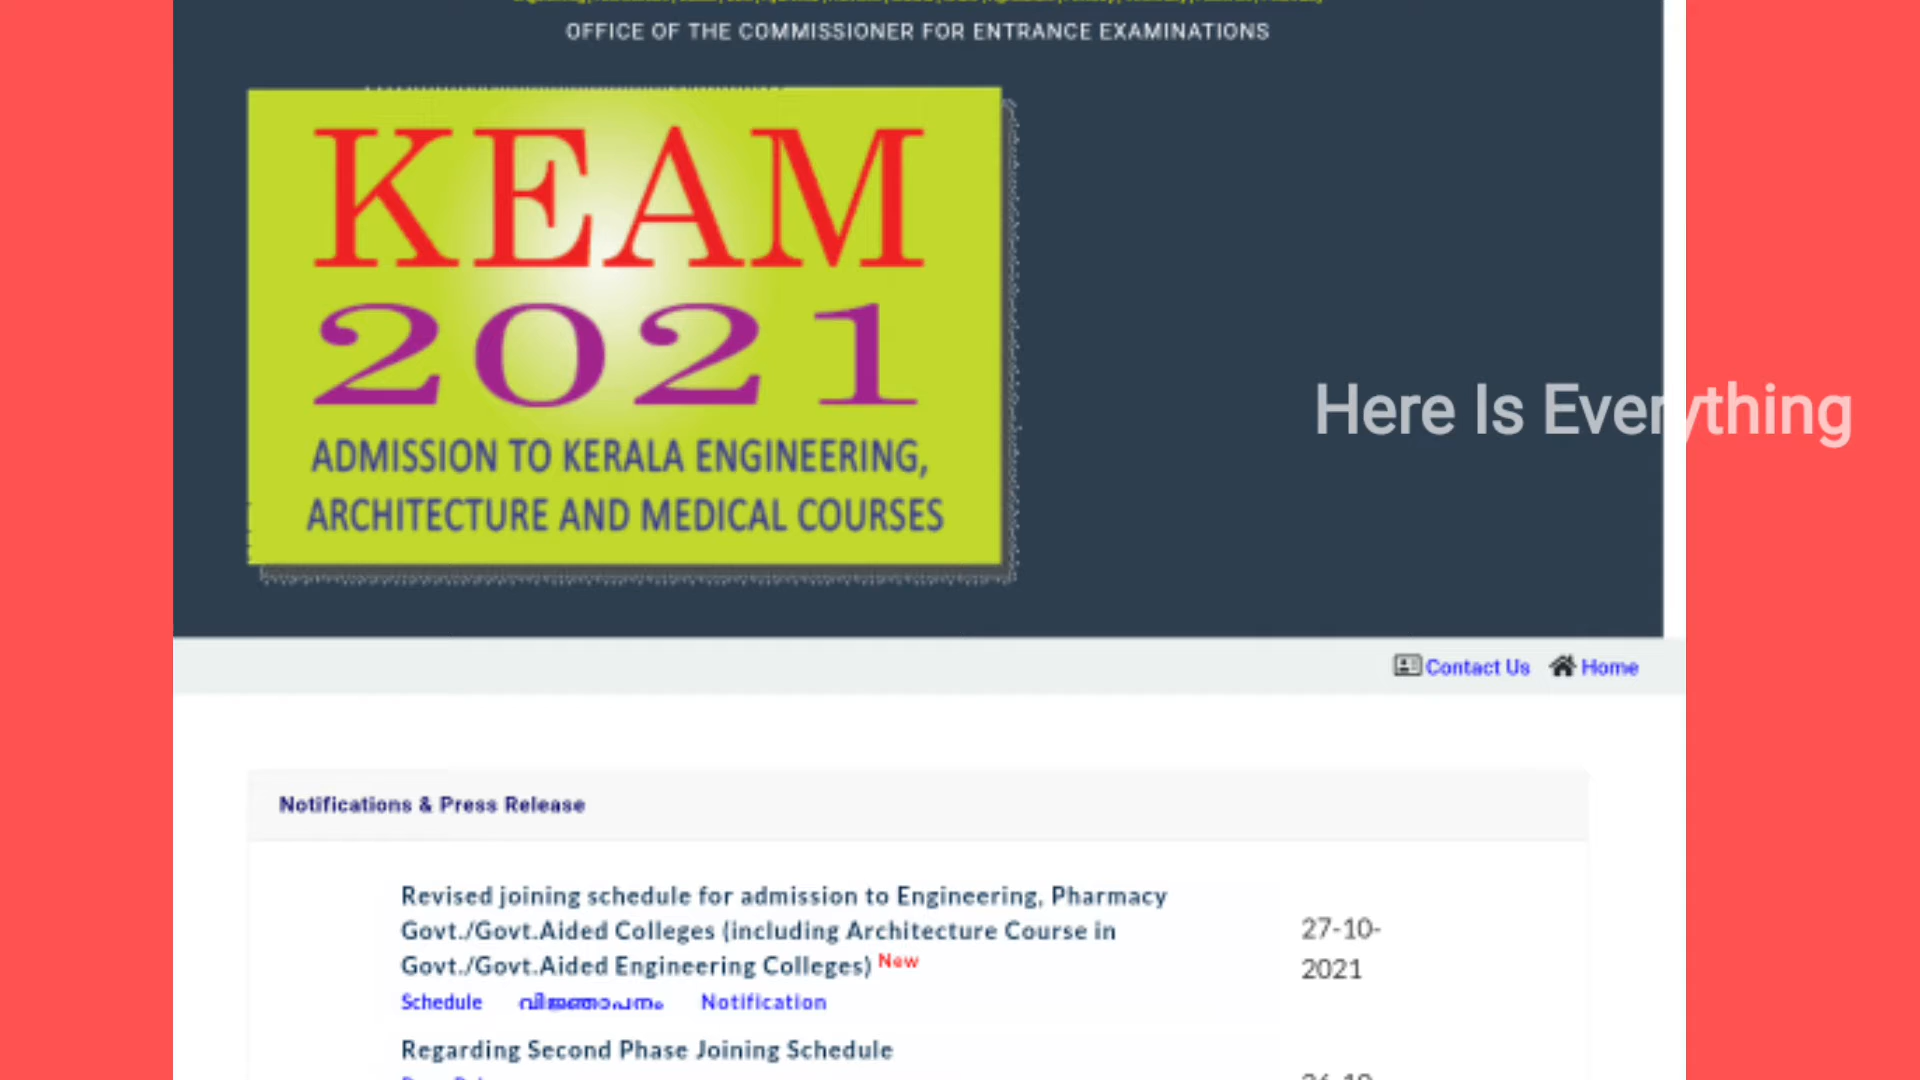 OFFICE OF THE COMMISSIONER FOR ENTRANCE EXAMINATIONS
KEAM
2021
ADMISSION TO KERALA ENGINEERING,
ARCHITECTURE AND MEDICAL COURSES
Here Is Everything
Contact Us Home
Notifications & Press Release
Revised joining schedule for admission to Engineering, Pharmacy
Govt./Govt.Aided Colleges (including Architecture Course in
Govt./Govt.Aided Engineering Colleges) New
27-10-
2021
Schedule വിജ്ഞാപനം Notification
Regarding Second Phase Joining Schedule